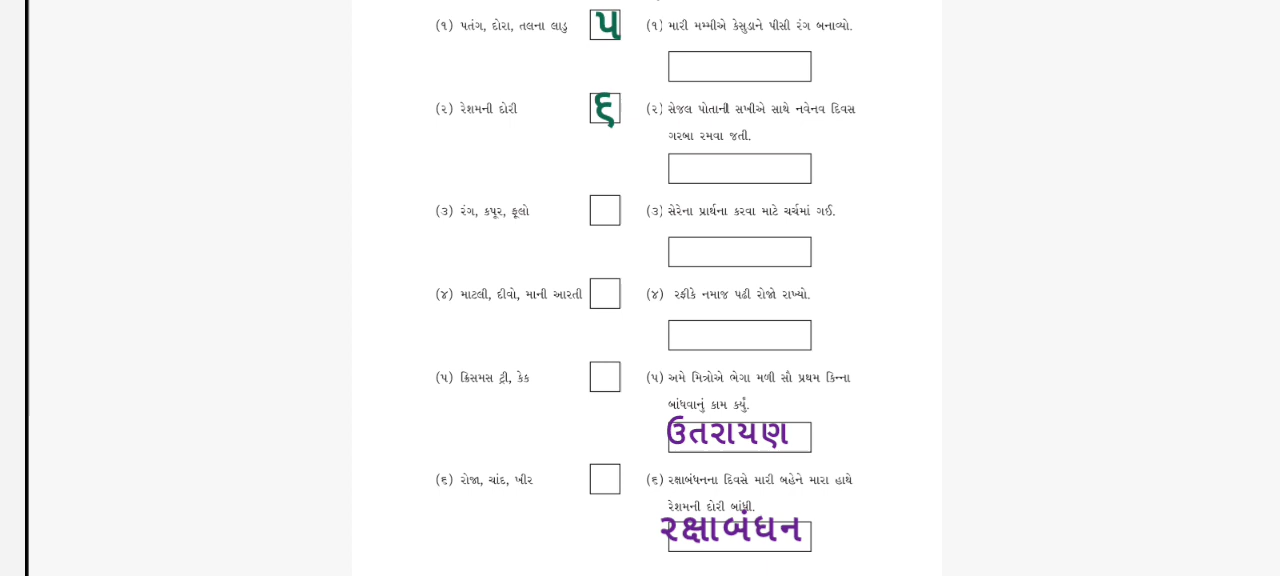 (૧) પતંગ, દોરા, તલના લાડુ ૫ (૧) મારી મમ્મીએ કેસુડાને પીસી રંગ બનાવ્યો.
(૨) રેશમની દોરી ૬ (૨) સેજલ પોતાની સખીએ સાથે નવેનવ દિવસ
ગરબા રમવા જતી.
(૩) રંગ, કપૂર, ફૂલો (૩) સેરેના પ્રાર્થના કરવા માટે ચર્ચમાં ગઈ.
(૪) માટલી, દીવો, માની આરતી (૪) રફીકે નમાજ પઢી રોજો રાખ્યો.
(૫) ક્રિસમસ ટ્રી, કેક (૫) અમે મિત્રોએ ભેગા મળી સૌ પ્રથમ કિન્ના
બાંધવાનું કામ કર્યું.
ઉતરાયણ
(૬) રોજા, ચાંદ, ખીર (૬) રક્ષાબંધનના દિવસે મારી બહેને મારા હાથે
રેશમની દોરી બાંધી.
રક્ષાબંધન